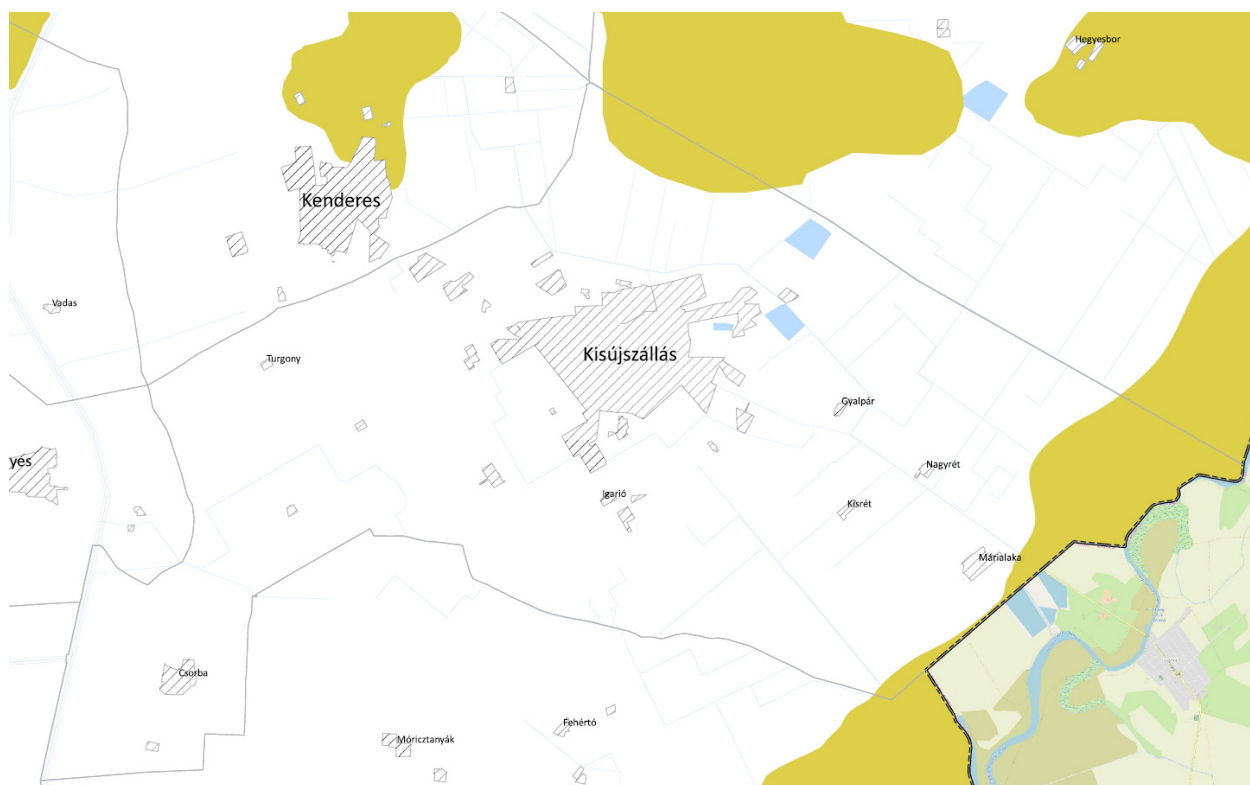 Hegyesbor
Kenderes
Vadas
Turgony
Kisújszállás
Gyalpár
yes
Nagyrét
Igarió
Kisrét
Márialaka
Csorba
Fehértó
Móricztanyák